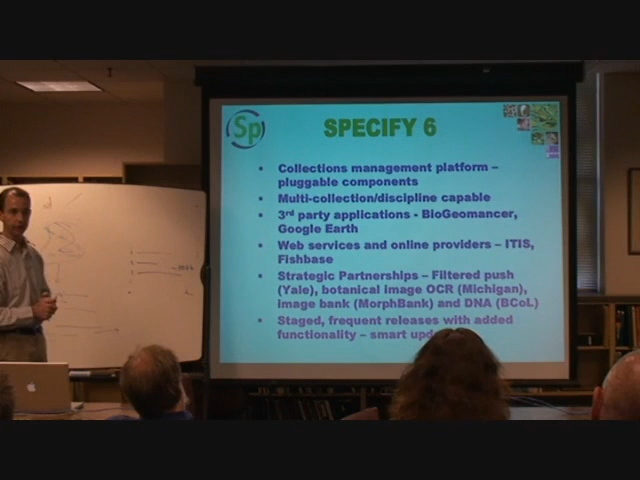 Sp
SPECIFY 6
• Collections management platform –
pluggable components
• Multi-collection/discipline capable
• 3rd party applications - BioGeomancer,
Google Earth
• Web services and online providers – ITIS,
Fishbase
• Strategic Partnerships – Filtered push
(Yale), botanical image OCR (Michigan),
image bank (MorphBank) and DNA (BCoL)
• Staged, frequent releases with added
functionality – smart